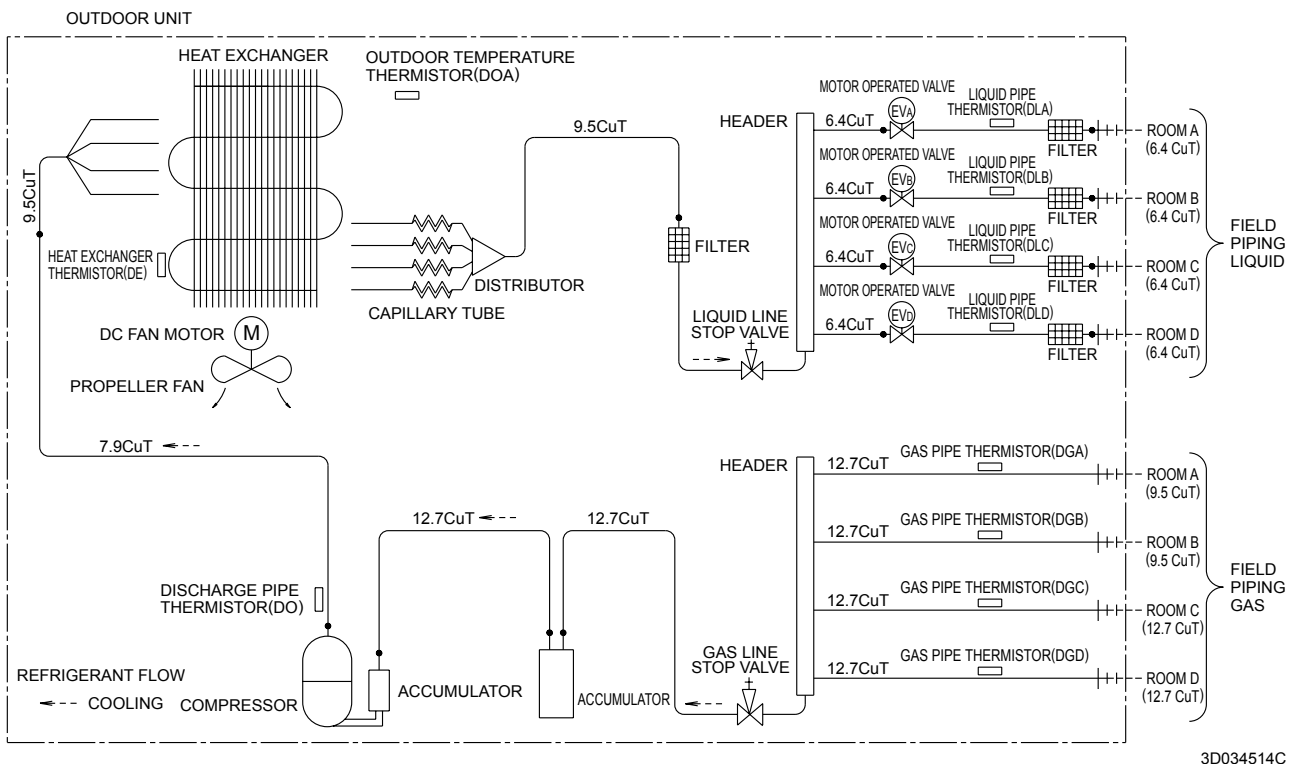 OUTDOOR UNIT
HEAT EXCHANGER
OUTDOOR TEMPERATURE
THERMISTOR(DOA)
9.5CuT
HEAT EXCHANGER
THERMISTOR(DE)
DC FAN MOTOR
M
PROPELLER FAN
CAPILLARY TUBE
DISTRIBUTOR
9.5CuT
FILTER
LIQUID LINE
STOP VALVE
HEADER
MOTOR OPERATED VALVE
6.4CuT
EVA
LIQUID PIPE
THERMISTOR(DLA)
FILTER
ROOM A
(6.4 CuT)
MOTOR OPERATED VALVE
6.4CuT
EVB
LIQUID PIPE
THERMISTOR(DLB)
FILTER
ROOM B
(6.4 CuT)
MOTOR OPERATED VALVE
6.4CuT
EVC
LIQUID PIPE
THERMISTOR(DLC)
FILTER
ROOM C
(6.4 CuT)
MOTOR OPERATED VALVE
6.4CuT
EVD
LIQUID PIPE
THERMISTOR(DLD)
FILTER
ROOM D
(6.4 CuT)
FIELD
PIPING
LIQUID
7.9CuT
DISCHARGE PIPE
THERMISTOR(DO)
COMPRESSOR
ACCUMULATOR
12.7CuT
12.7CuT
ACCUMULATOR
GAS LINE
STOP VALVE
HEADER
12.7CuT
GAS PIPE THERMISTOR(DGA)
ROOM A
(9.5 CuT)
12.7CuT
GAS PIPE THERMISTOR(DGB)
ROOM B
(9.5 CuT)
12.7CuT
GAS PIPE THERMISTOR(DGC)
ROOM C
(12.7 CuT)
12.7CuT
GAS PIPE THERMISTOR(DGD)
ROOM D
(12.7 CuT)
FIELD
PIPING
GAS
REFRIGERANT FLOW
COOLING
3D034514C